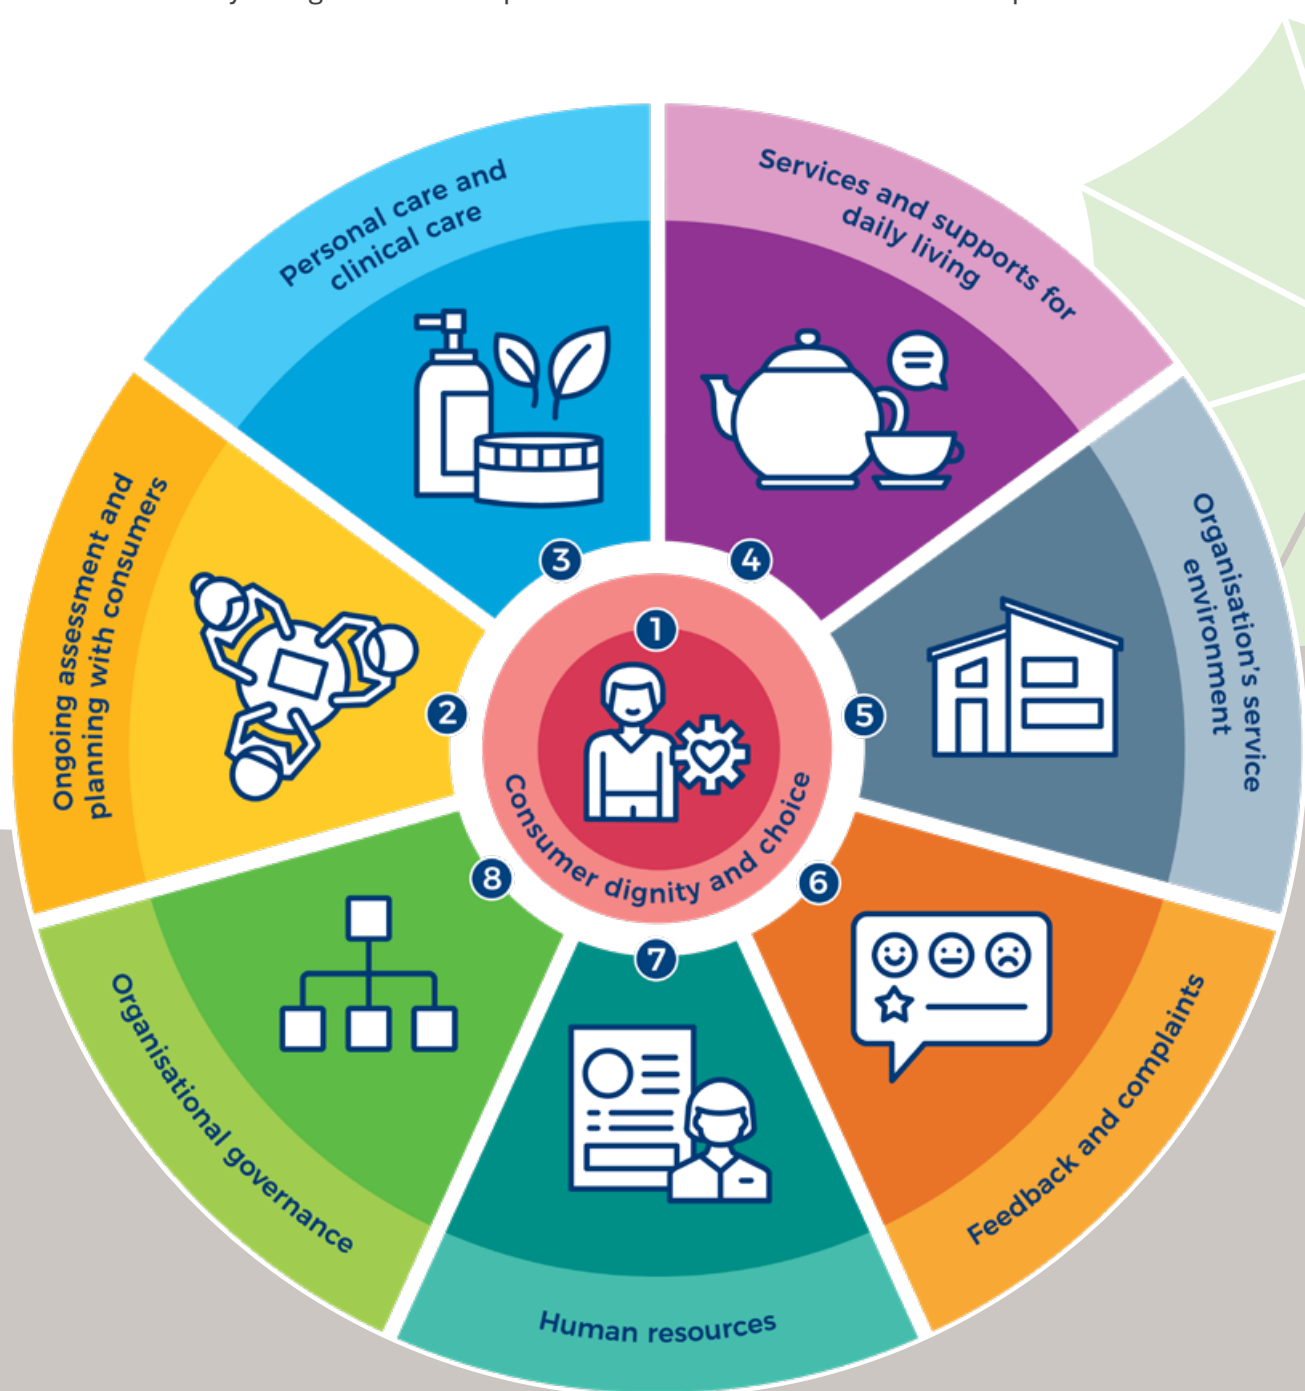 Personal care and
clinical care
Services and supports for
daily living
Ongoing assessment and
planning with consumers
Organisation's service
environment
3
4
1
2
5
Consumer dignity and choice
8
6
7
Organisational governance
Feedback and complaints
Human resources